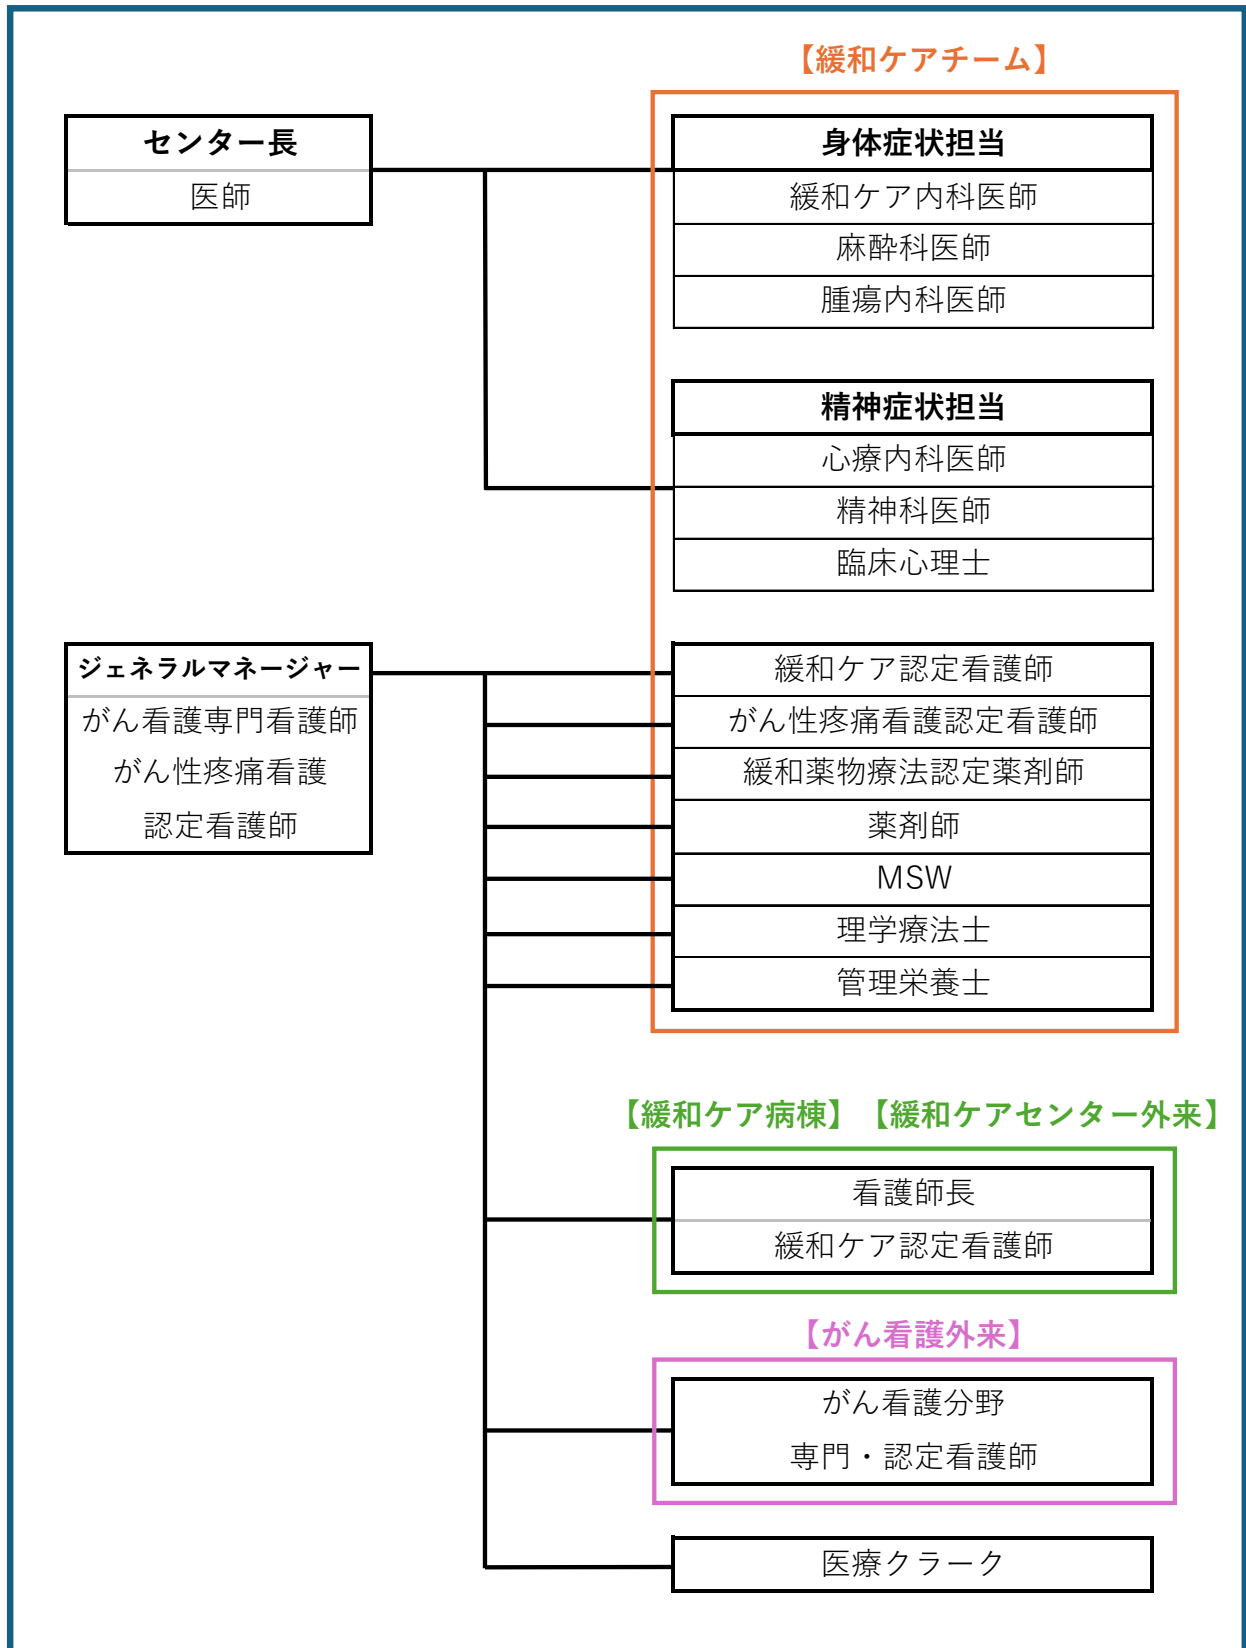 【緩和ケアチーム】
センター長
医師
身体症状担当
緩和ケア内科医師
麻酔科医師
腫瘍内科医師
精神症状担当
心療内科医師
精神科医師
臨床心理士
ジェネラルマネージャー
がん看護専門看護師
がん性疼痛看護
認定看護師
緩和ケア認定看護師
がん性疼痛看護認定看護師
緩和薬物療法認定薬剤師
薬剤師
MSW
理学療法士
管理栄養士
【緩和ケア病棟】【緩和ケアセンター外来】
看護師長
緩和ケア認定看護師
【がん看護外来】
がん看護分野
専門・認定看護師
医療クラーク